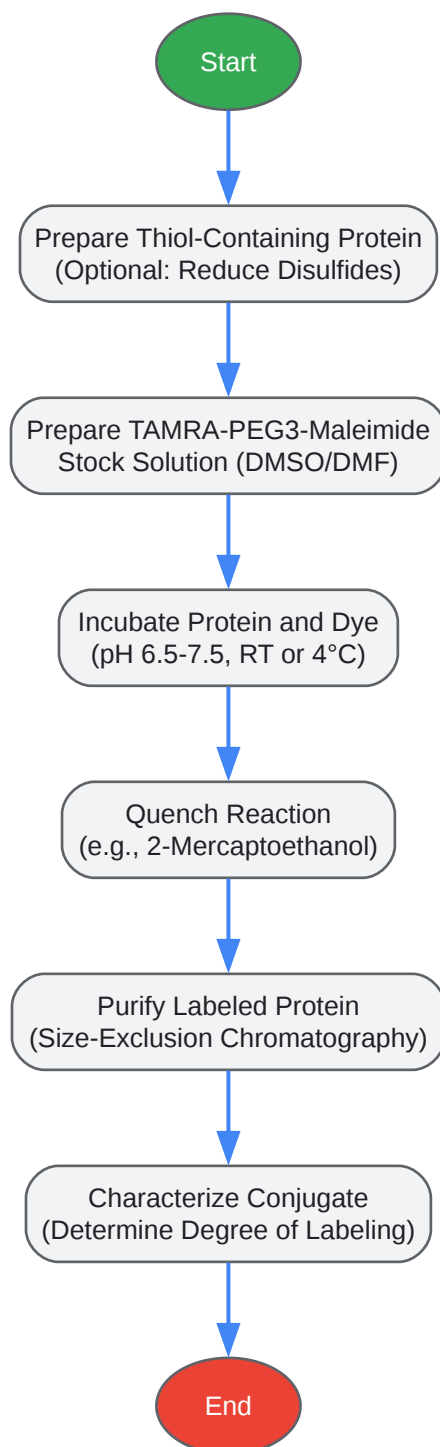 Start
Prepare Thiol-Containing Protein
(Optional: Reduce Disulfides)
Prepare TAMRA-PEG3-Maleimide
Stock Solution (DMSO/DMF)
Incubate Protein and Dye
(pH 6.5-7.5, RT or 4°C)
Quench Reaction
(e.g., 2-Mercaptoethanol)
Purify Labeled Protein
(Size-Exclusion Chromatography)
Characterize Conjugate
(Determine Degree of Labeling)
End